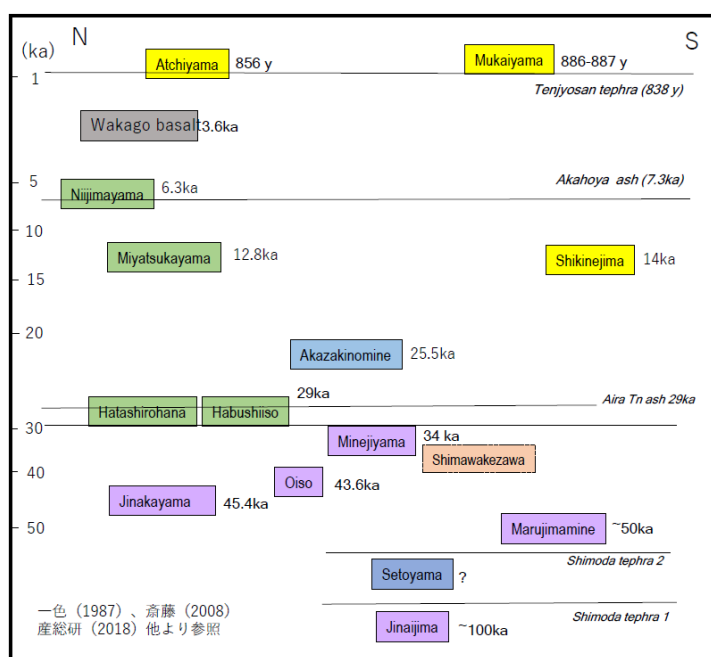 N
S
(ka)
Atchiyama 856 y
Mukaiyama 886-887 y
1
Tenjyosan tephra (838 y)
Wakago basalt 3.6ka
5
Niijimayama 6.3ka
Akahoya ash (7.3ka)
10
Miyatsukayama 12.8ka
Shikinejima 14ka
15
20
Akazakinomine 25.5ka
29ka
Aira Tn ash 29ka
Hatashirohana
Habushiiso
30
Minejiyama 34 ka
Shimawakezawa
40
Oiso 43.6ka
Jinakayama 45.4ka
50
Marujimamine ~50ka
Shimoda tephra 2
Setoyama ?
一色（1987）、斎藤（2008）
Shimoda tephra 1
産総研（2018）他より参照
Jinaijima ~100ka